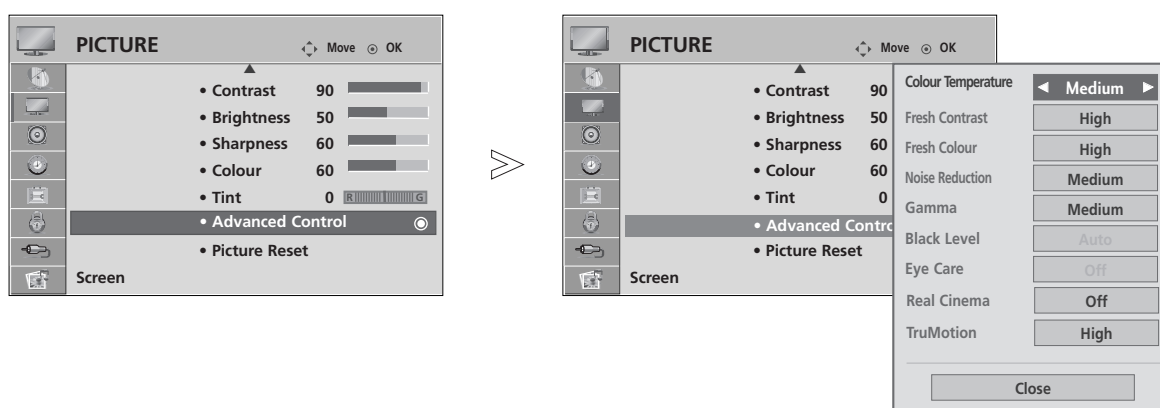 PICTURE
Move OK
• Contrast 90
• Brightness 50
• Sharpness 60
• Colour 60
• Tint 0 R G
• Advanced Control
• Picture Reset
Screen
PICTURE
Move OK
• Contrast 90
• Brightness 50
• Sharpness 60
• Colour 60
• Tint 0
• Advanced Contro
• Picture Reset
Screen
Colour Temperature Medium
Fresh Contrast High
Fresh Colour High
Noise Reduction Medium
Gamma Medium
Black Level Auto
Eye Care Off
Real Cinema Off
TruMotion High
Close